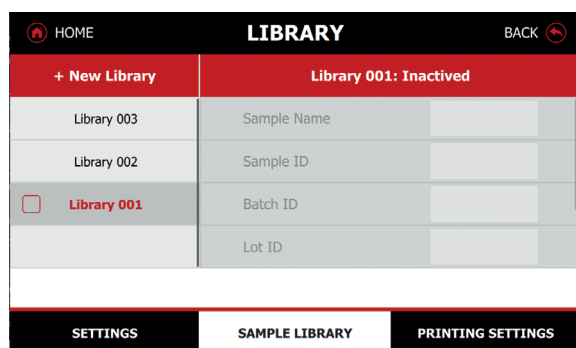 HOME
LIBRARY
BACK
+ New Library
Library 001: Inactived
Library 003
Sample Name
Library 002
Sample ID
Library 001
Batch ID
Lot ID
SETTINGS
SAMPLE LIBRARY
PRINTING SETTINGS